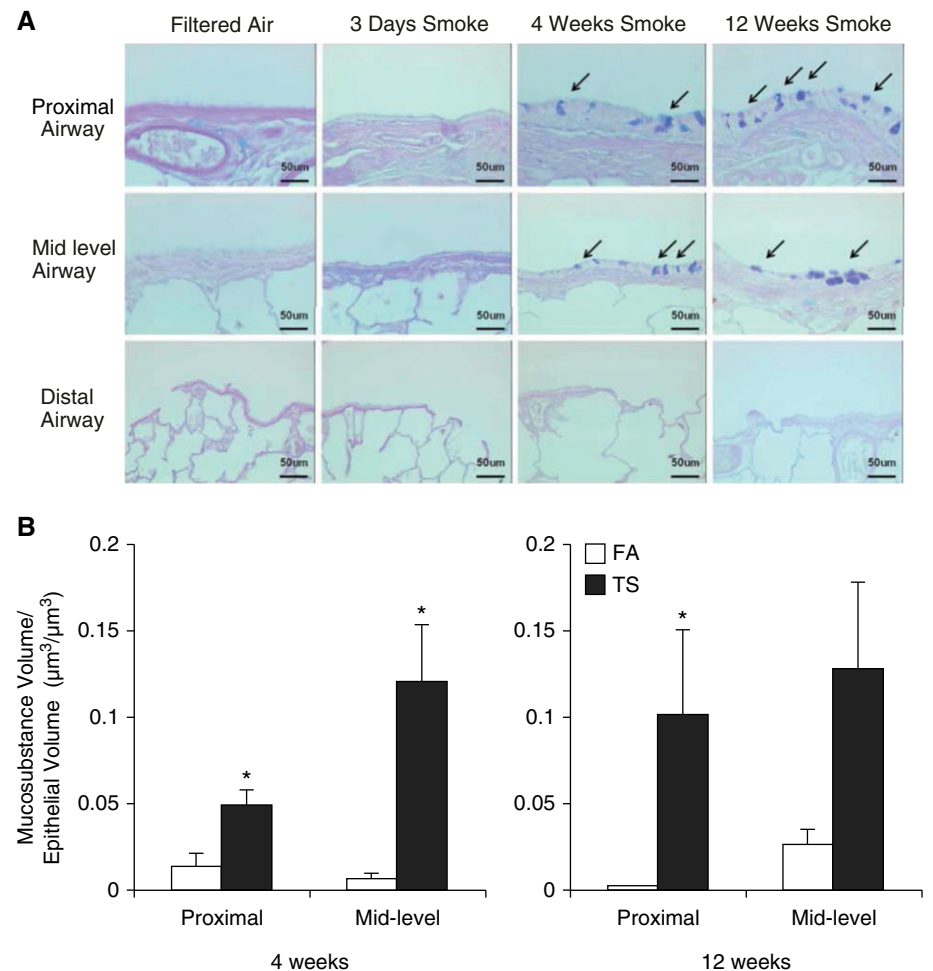 A
Filtered Air 3 Days Smoke 4 Weeks Smoke 12 Weeks Smoke
Proximal
Airway
50um 50um 50um 50um
Mid level
Airway
50um 50um 50um 50um
Distal
Airway
50um 50um 50um 50um
B
Mucosubstance Volume/
Epithelial Volume (µm³/µm³)
0.2
0.15
0.1
0.05
0
*
*
Proximal Mid-level
4 weeks
0.2
0.15
0.1
0.05
0
FA
TS
*
Proximal Mid-level
12 weeks